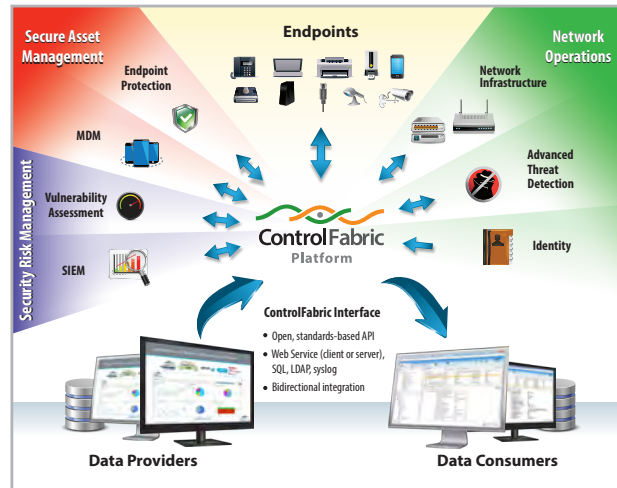 Secure Asset
Management
Endpoints
Network
Operations
Endpoint
Protection
Network
Infrastructure
MDM
Advanced
Threat
Detection
Security Risk Management
Vulnerability
Assessment
ControlFabric
Platform
Identity
SIEM
ControlFabric Interface
• Open, standards-based API
• Web Service (client or server),
SQL, LDAP, syslog
• Bidirectional integration
Data Providers
Data Consumers